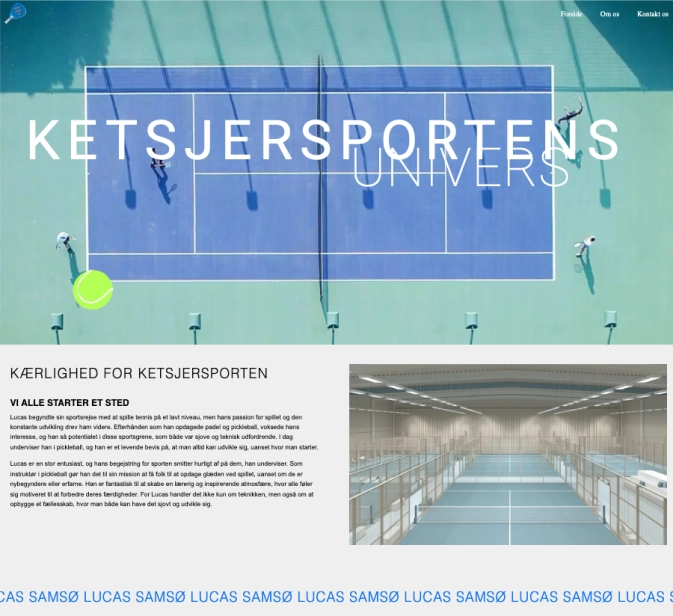 Forside Om os Kontakt os
KETSJERSPORTENS
UNIVERS
KÆRLIGHED FOR KETSJERSPORTEN
VI ALLE STARTER ET STED
Lucas begyndte sin sportsrejse med at spille tennis på et lavt niveau, men hans passion for spillet og den
konstante udvikling drev ham videre. Efterhånden som han opdagede padel og pickleball, voksede hans
interesse, og han så potentialet i disse sportsgrene, som både var sjove og teknisk udfordrende. I dag
underviser han i pickleball, og han er et levende bevis på, at man altid kan udvikle sig, uanset hvor man starter.
Lucas er en stor entusiast, og hans begejstring for sporten smitter hurtigt af på dem, han underviser. Som
instruktør i pickleball gør han det til sin mission at få folk til at opdage glæden ved spillet, uanset om de er
nybegyndere eller erfarne. Han er fantastisk til at skabe en lærerig og inspirerende atmosfære, hvor alle føler
sig motiveret til at forbedre deres færdigheder. For Lucas handler det ikke kun om teknikken, men også om at
opbygge et fællesskab, hvor man både kan have det sjovt og udvikle sig.
CAS SAMSØ LUCAS SAMSØ LUCAS SAMSØ LUCAS SAMSØ LUCAS SAMSØ LUCAS SAMSØ LUCAS S